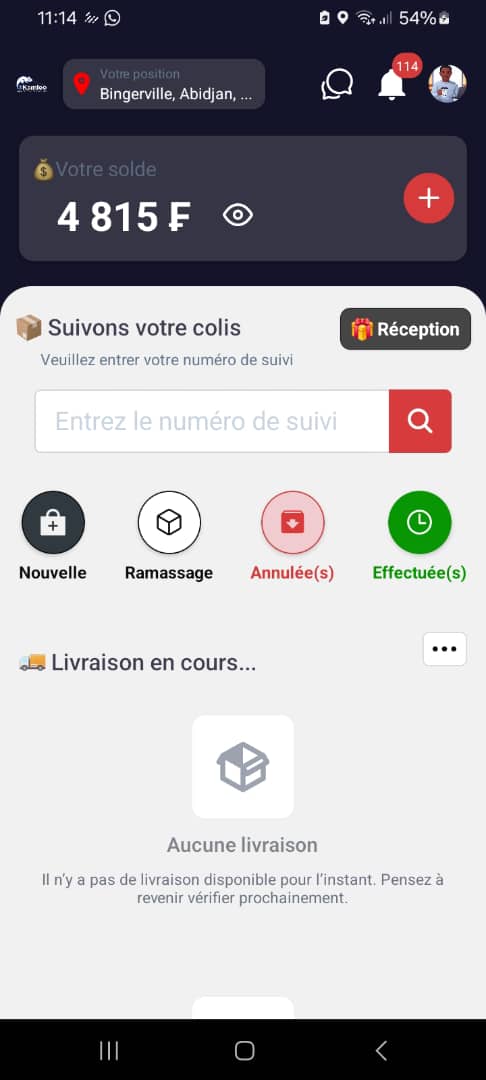 11:14
54%
Kamloo
Votre position
114
Bingerville, Abidjan, ...
Votre solde
4 815 ₣
Suivons votre colis
Réception
Veuillez entrer votre numéro de suivi
Entrez le numéro de suivi
Nouvelle
Ramassage
Annulée(s)
Effectuée(s)
Livraison en cours...
Aucune livraison
Il n'y a pas de livraison disponible pour l'instant. Pensez à
revenir vérifier prochainement.